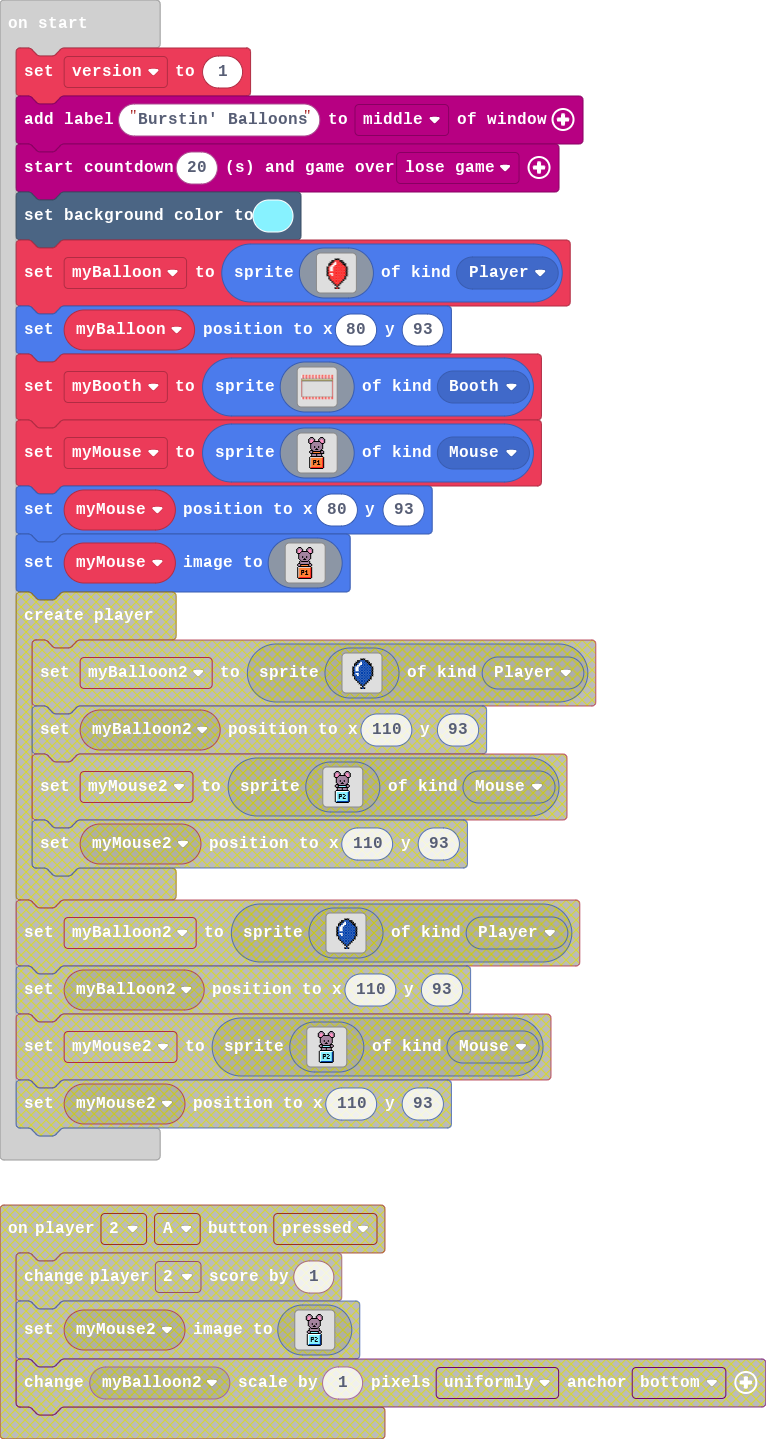 on start
set version to 1
add label "Burstin' Balloons" to middle of window
start countdown 20 (s) and game over lose game
set background color to
set myBalloon to sprite of kind Player
set myBalloon position to x 80 y 93
set myBooth to sprite of kind Booth
set myMouse to sprite P1 of kind Mouse
set myMouse position to x 80 y 93
set myMouse image to P1
create player
set myBalloon2 to sprite of kind Player
set myBalloon2 position to x 110 y 93
set myMouse2 to sprite P2 of kind Mouse
set myMouse2 position to x 110 y 93
set myBalloon2 to sprite of kind Player
set myBalloon2 position to x 110 y 93
set myMouse2 to sprite P2 of kind Mouse
set myMouse2 position to x 110 y 93
on player 2 A button pressed
change player 2 score by 1
set myMouse2 image to P2
change myBalloon2 scale by 1 pixels uniformly anchor bottom